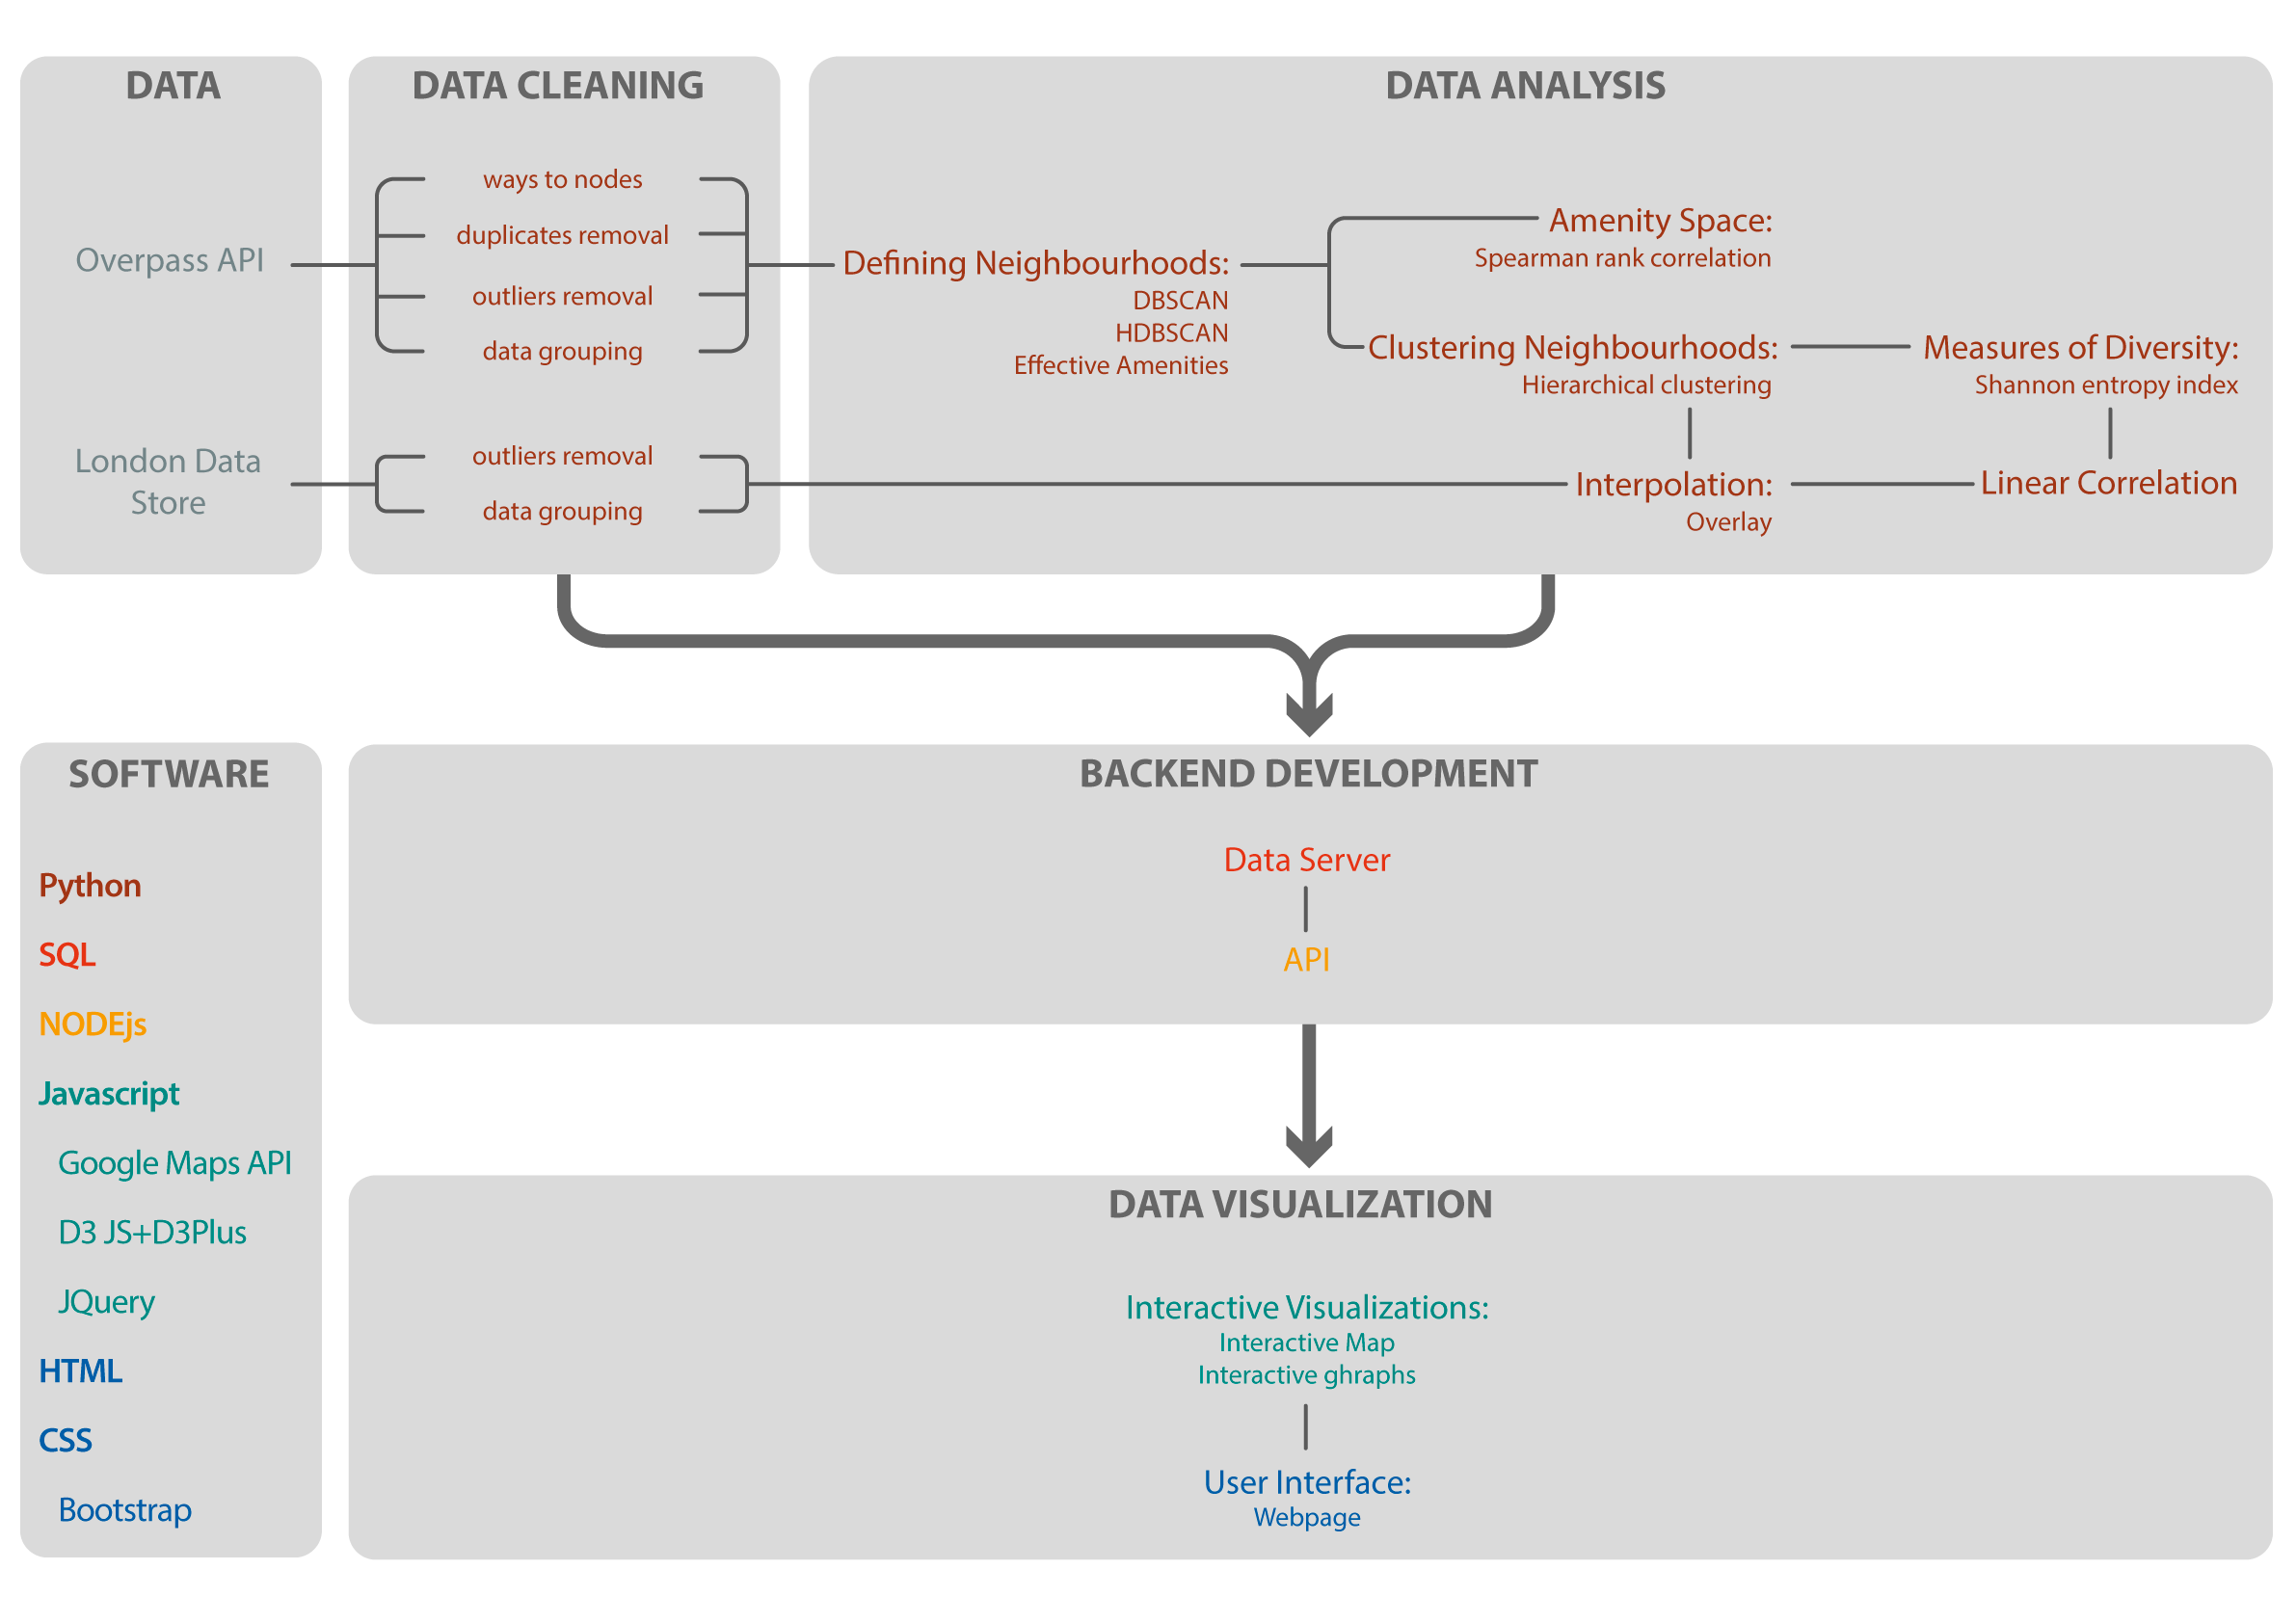 DATA
Overpass API
London Data
Store
DATA CLEANING
ways to nodes
duplicates removal
outliers removal
data grouping
outliers removal
data grouping
DATA ANALYSIS
Defining Neighbourhoods:
DBSCAN
HDBSCAN
Effective Amenities
Amenity Space:
Spearman rank correlation
Clustering Neighbourhoods:
Hierarchical clustering
Measures of Diversity:
Shannon entropy index
Interpolation:
Overlay
Linear Correlation
SOFTWARE
Python
SQL
NODEjs
Javascript
Google Maps API
D3 JS+D3Plus
JQuery
HTML
CSS
Bootstrap
BACKEND DEVELOPMENT
Data Server
API
DATA VISUALIZATION
Interactive Visualizations:
Interactive Map
Interactive ghraphs
User Interface:
Webpage